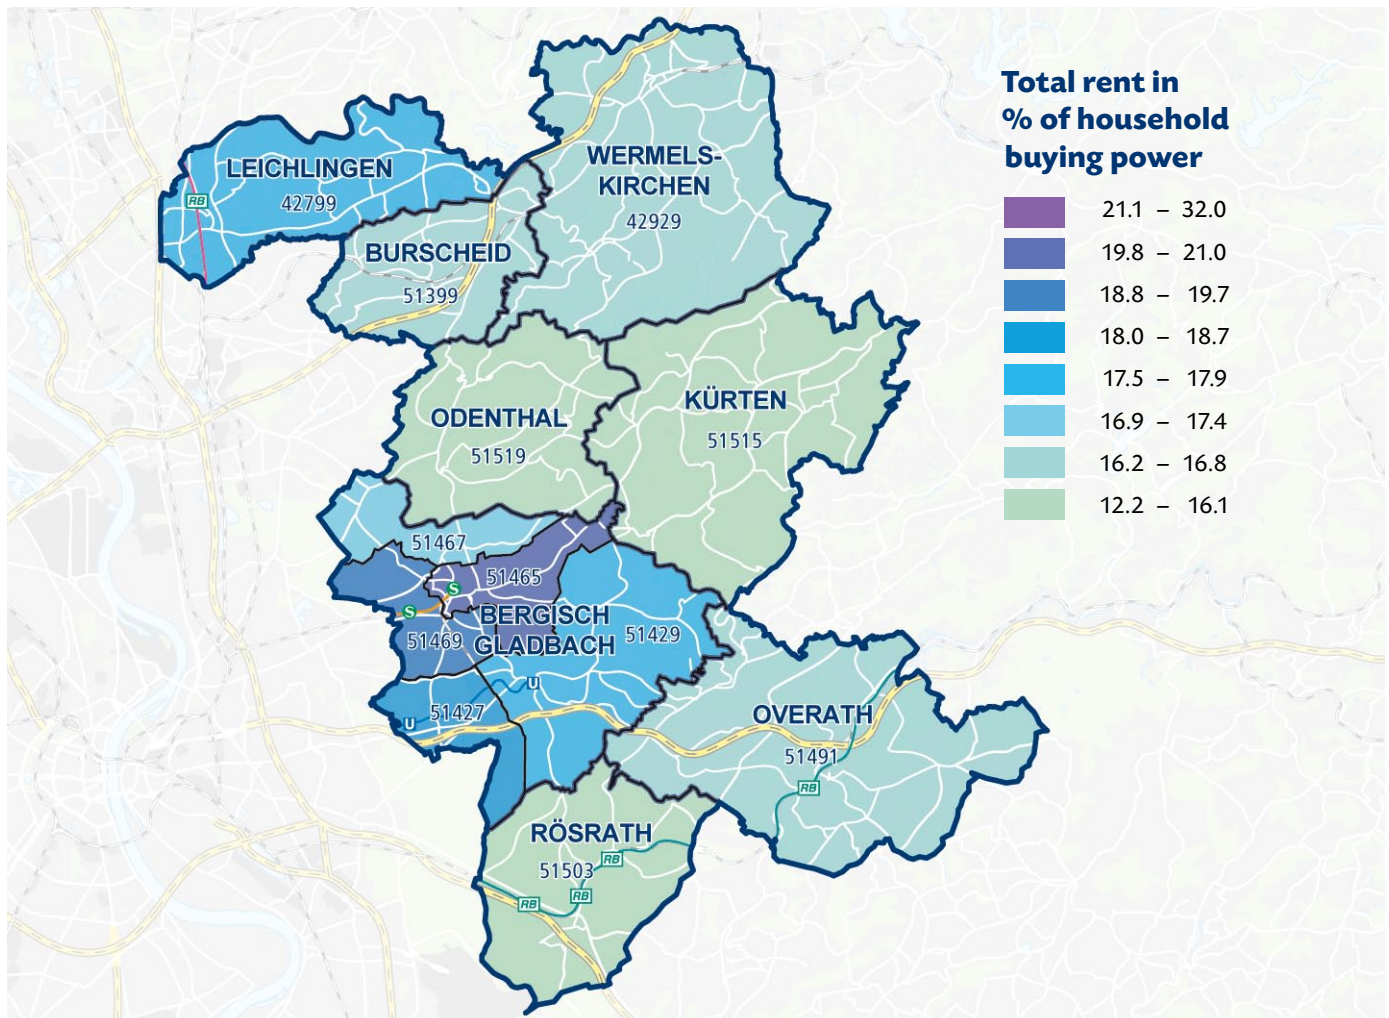 Total rent in
% of household
buying power
21.1 – 32.0
19.8 – 21.0
18.8 – 19.7
18.0 – 18.7
17.5 – 17.9
16.9 – 17.4
16.2 – 16.8
12.2 – 16.1
WERMELS-
KIRCHEN
42929
LEICHLINGEN
42799
RB
BURSCHEID
51399
ODENTHAL
51519
KÜRTEN
51515
51467
51465
S
S
BERGISCH
GLADBACH
51469
51429
U
51427
U
OVERATH
51491
RB
RÖSRATH
51503
RB
RB
RB